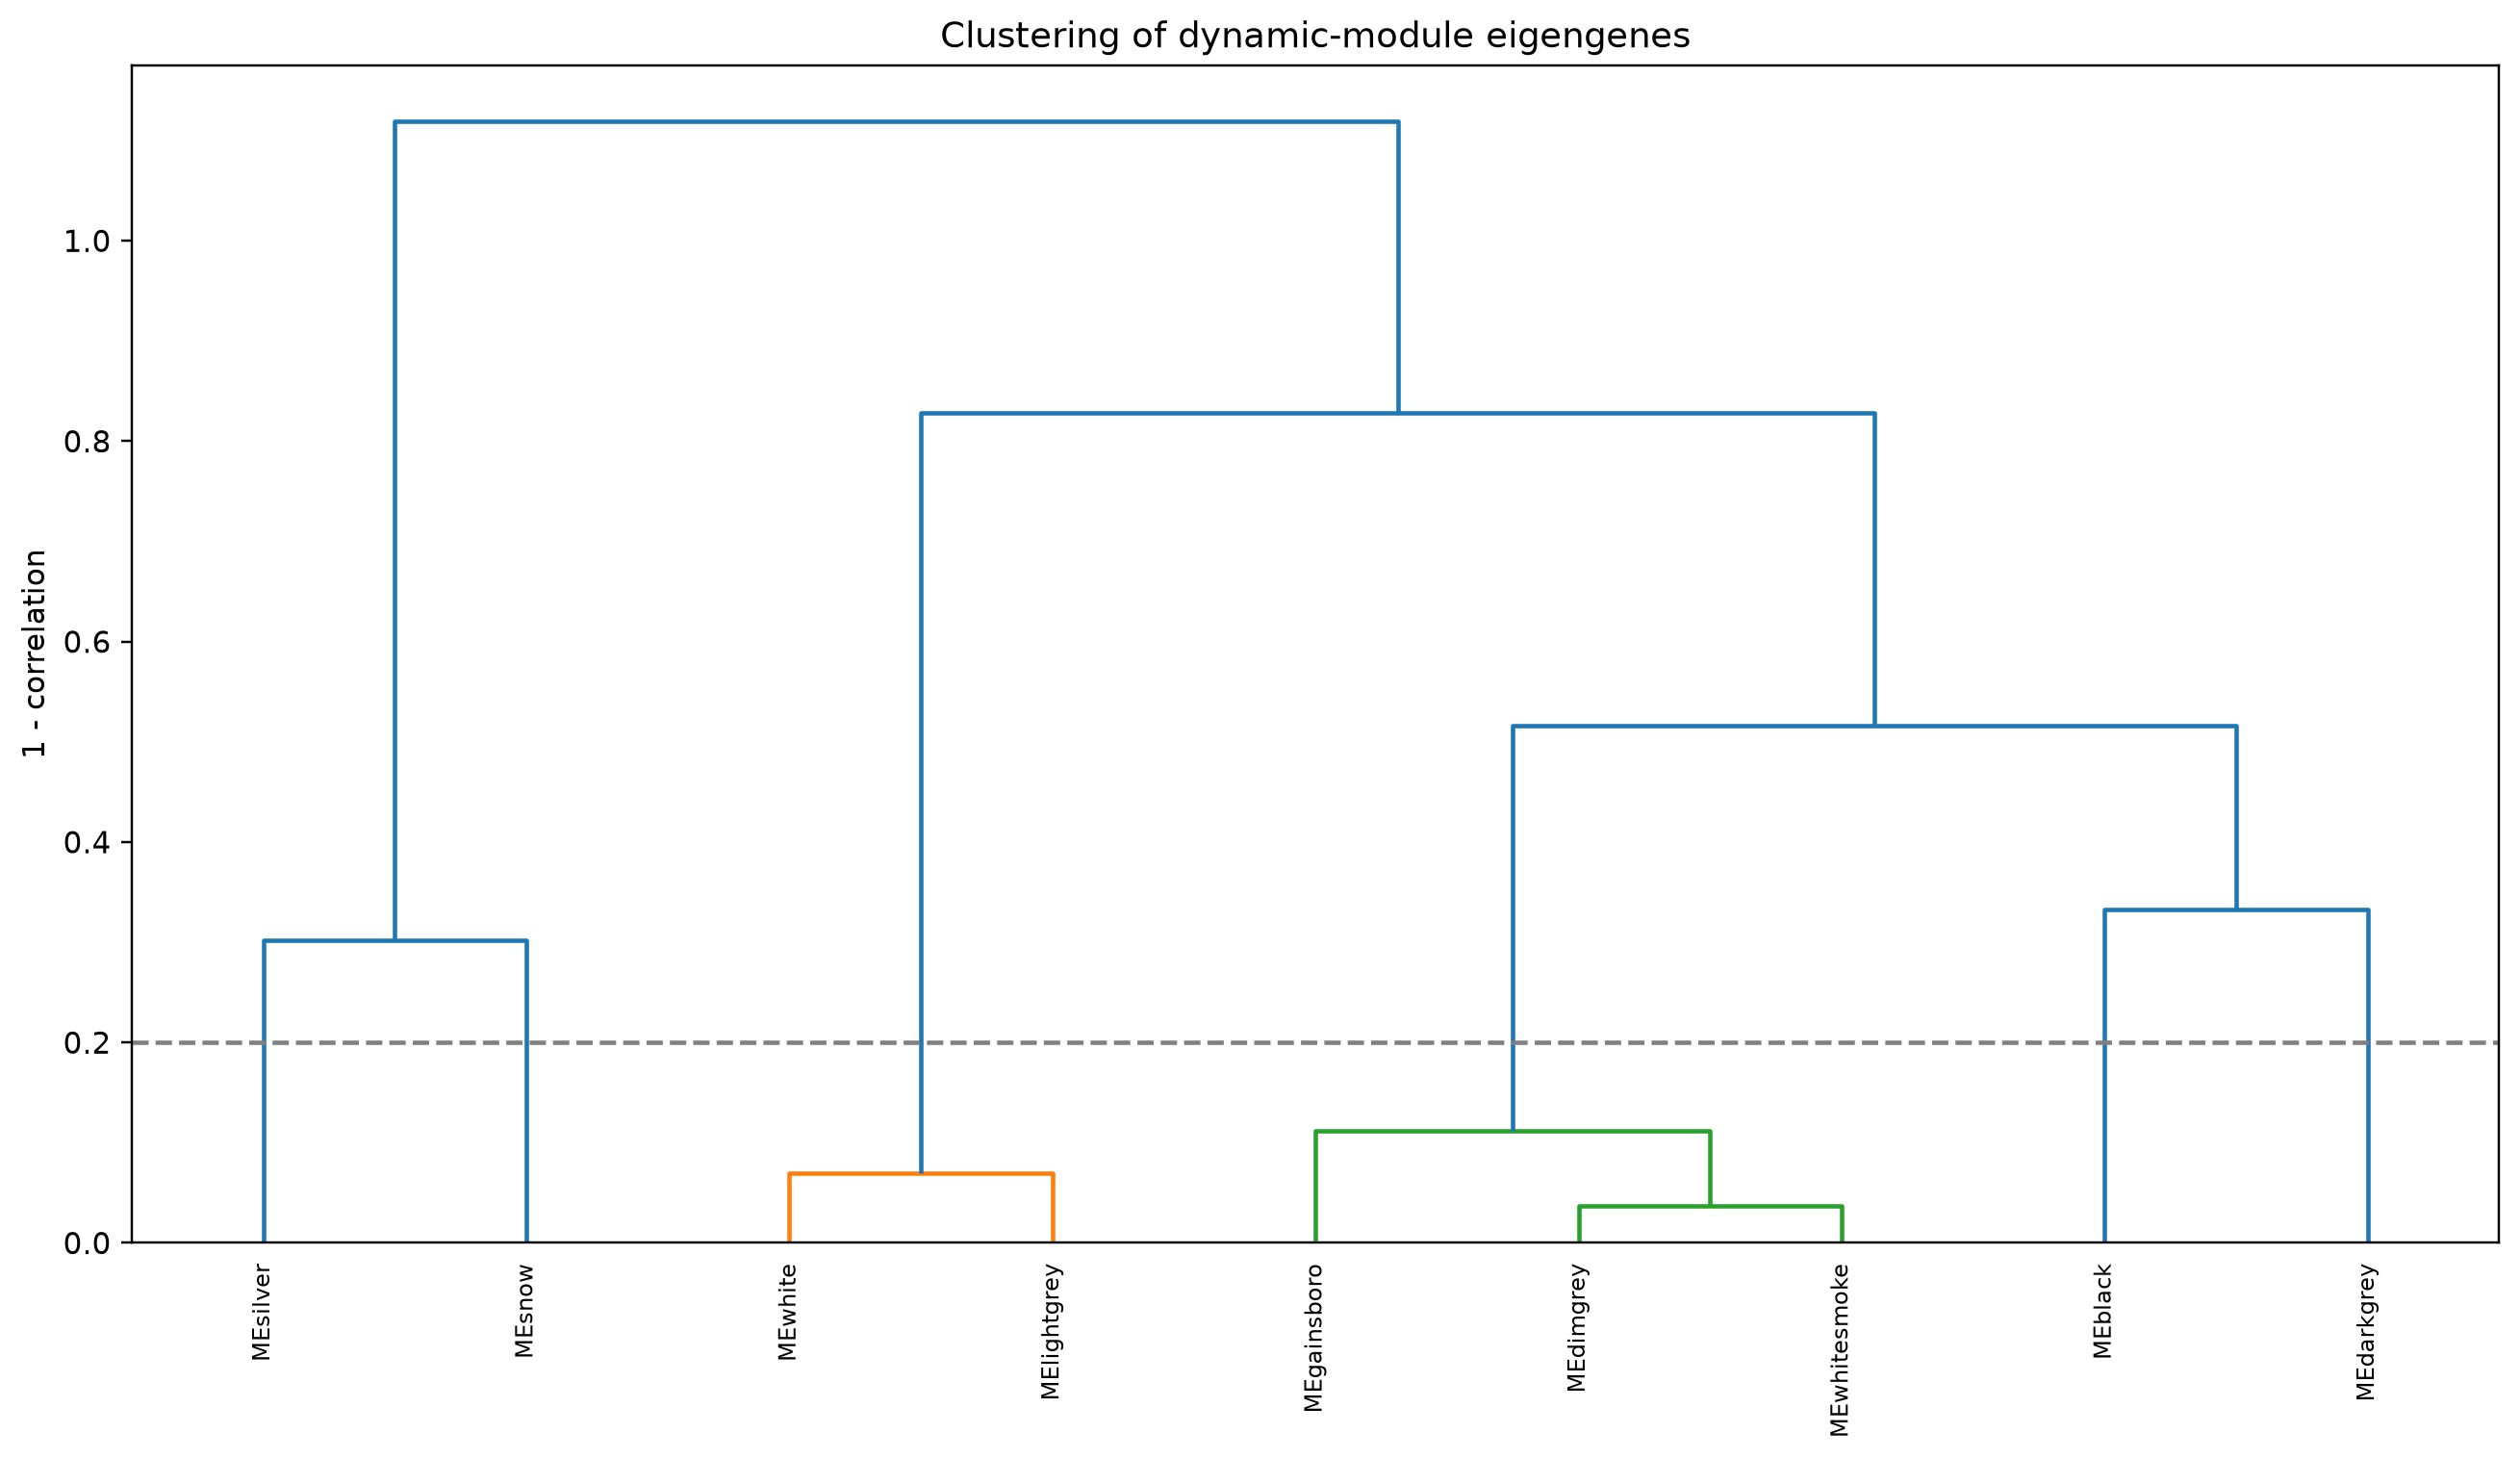 Clustering of dynamic-module eigengenes
1 - correlation
1.0
0.8
0.6
0.4
0.2
0.0
MEsilver
MEsnow
MEwhite
MElightgrey
MEgainsboro
MEdimgrey
MEwhitesmoke
MEblack
MEdarkgrey